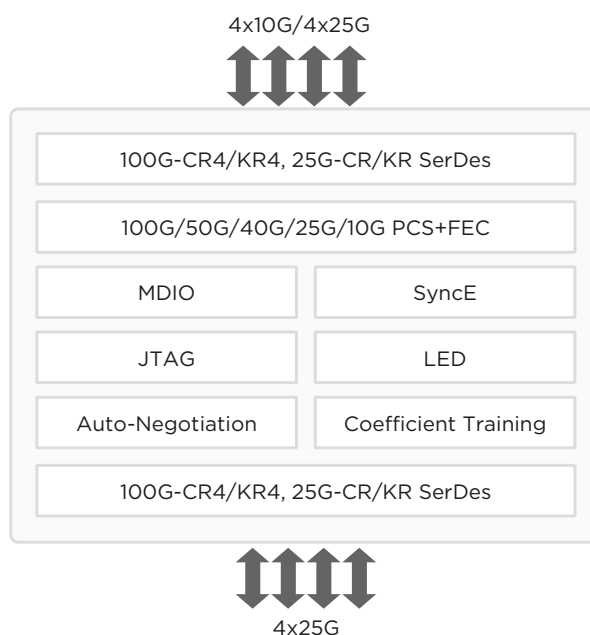 4x10G/4x25G
100G-CR4/KR4, 25G-CR/KR SerDes
100G/50G/40G/25G/10G PCS+FEC
MDIO
SyncE
JTAG
LED
Auto-Negotiation
Coefficient Training
100G-CR4/KR4, 25G-CR/KR SerDes
4x25G